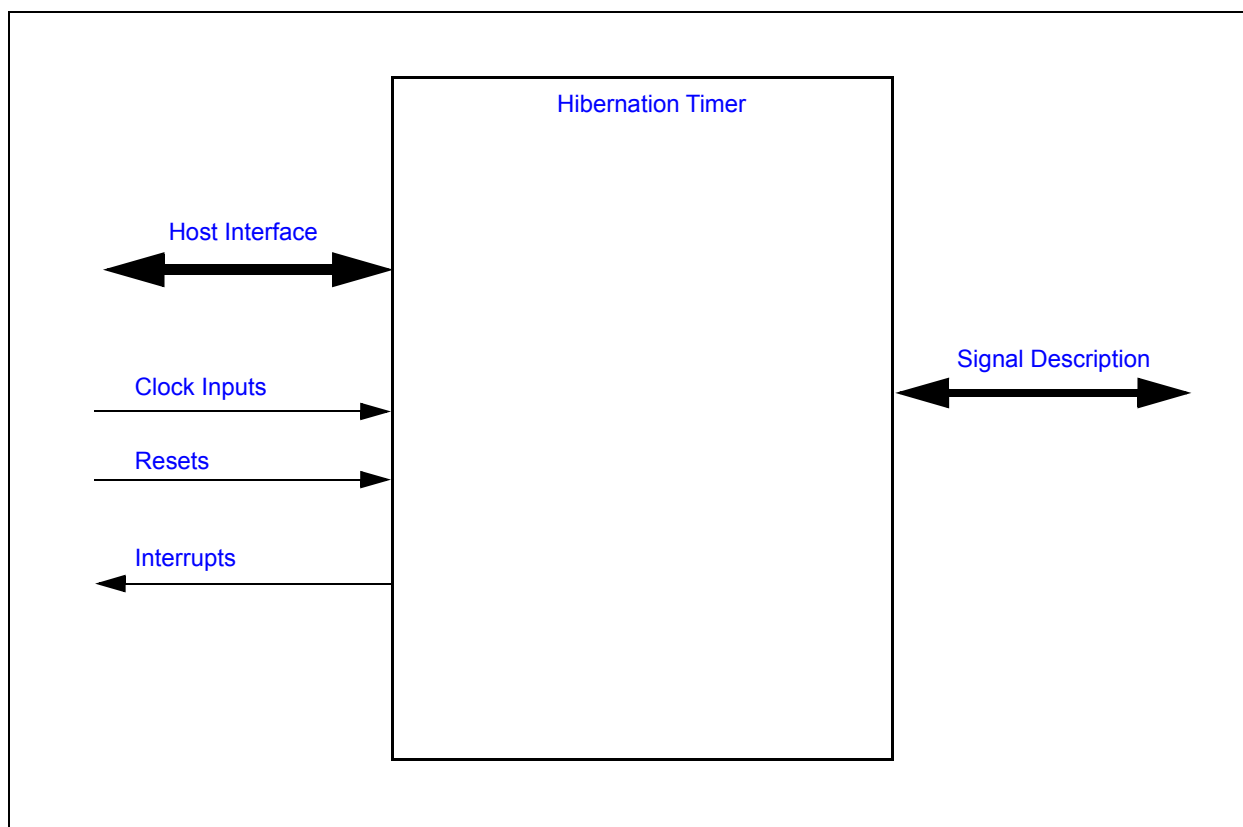 Hibernation Timer
Host Interface
Signal Description
Clock Inputs
Resets
Interrupts